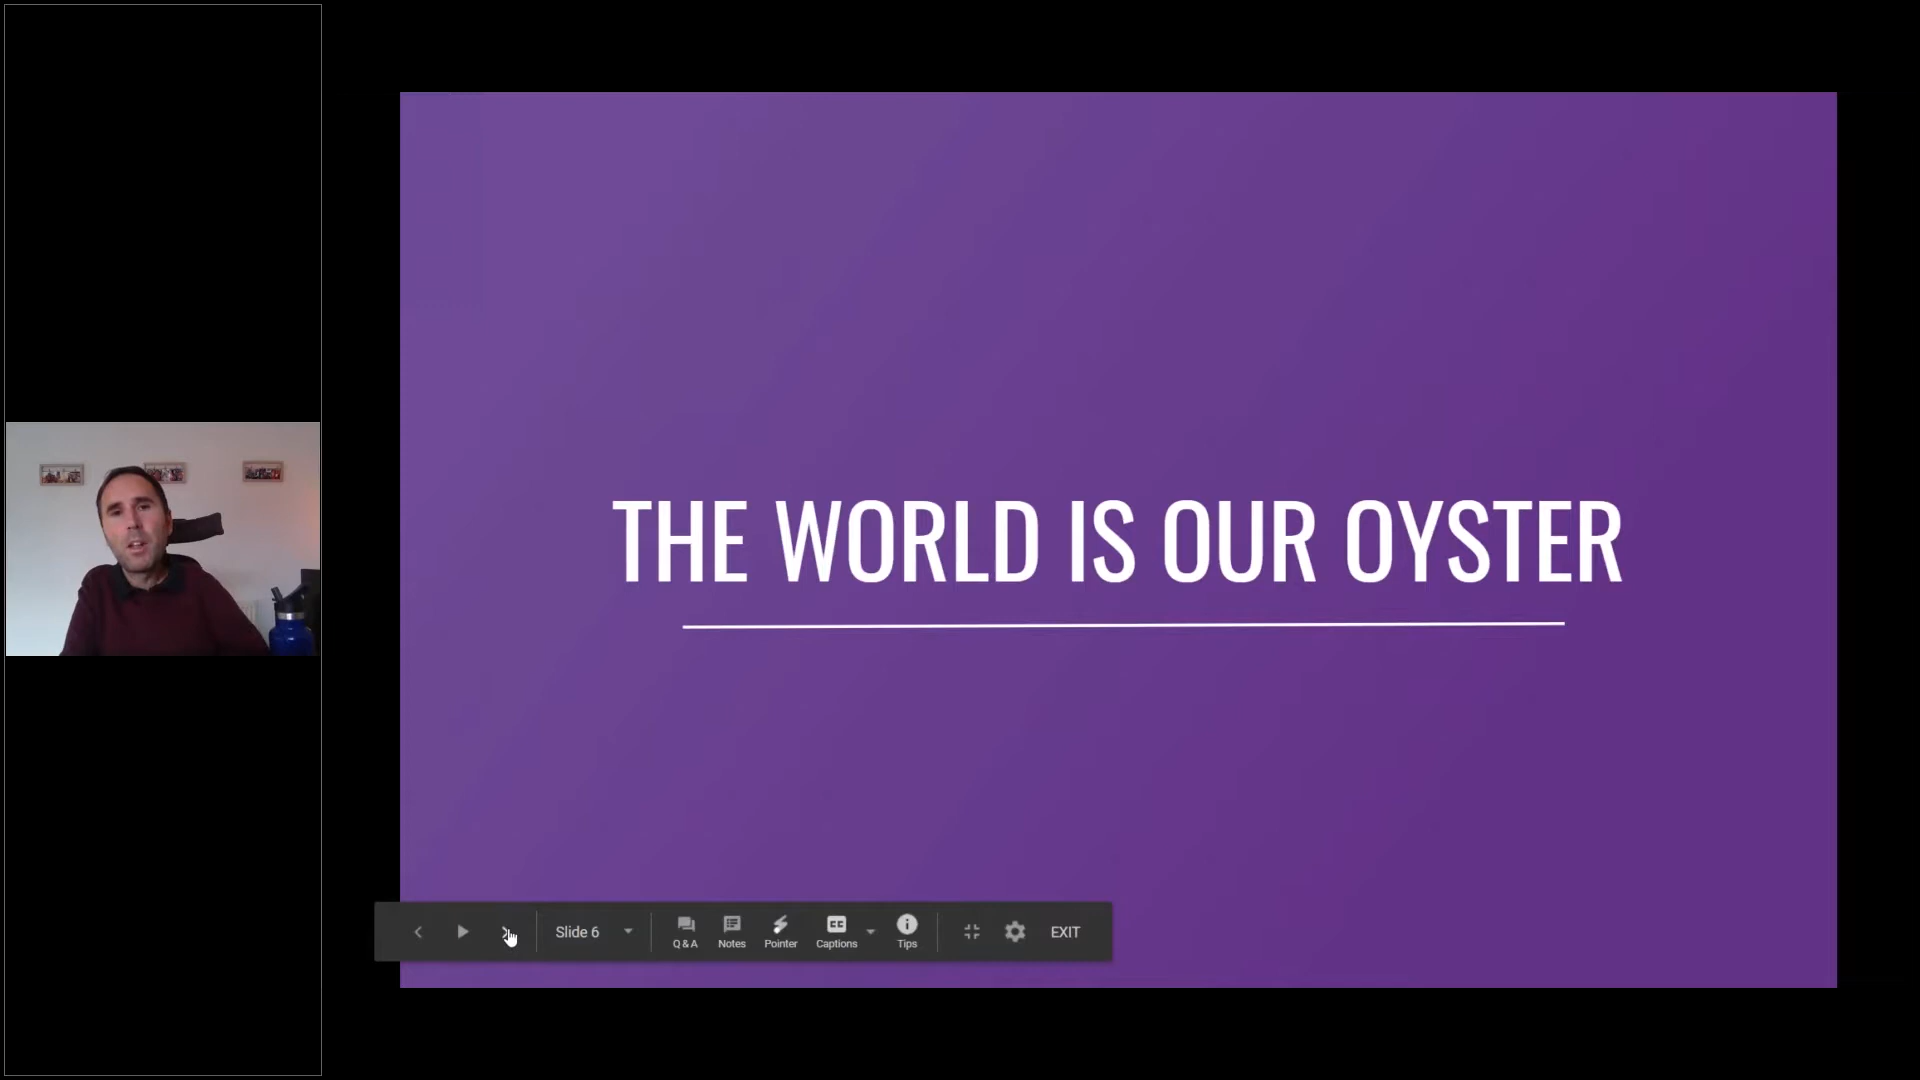 THE WORLD IS OUR OYSTER
Slide 6
Q & A
Notes
Pointer
Captions
Tips
EXIT